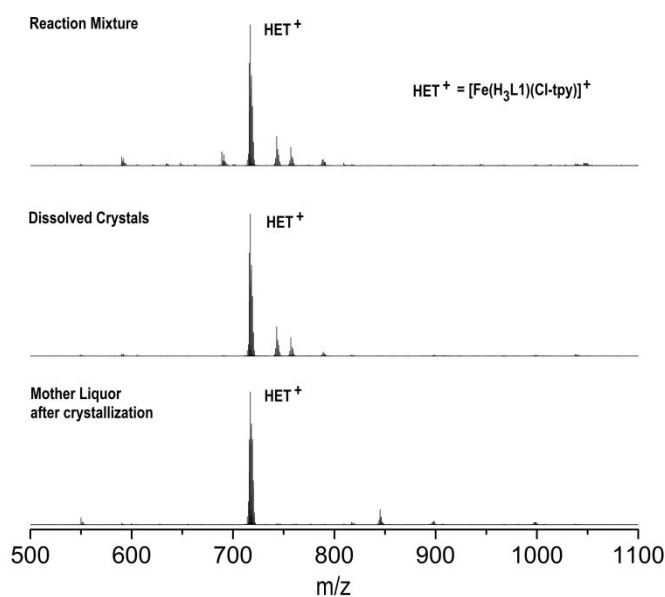 Reaction Mixture
HET⁺
HET⁺ = [Fe(H₃L1)(Cl-tpy)]⁺
Dissolved Crystals
HET⁺
Mother Liquor
after crystallization
HET⁺
500 600 700 800 900 1000 1100
m/z